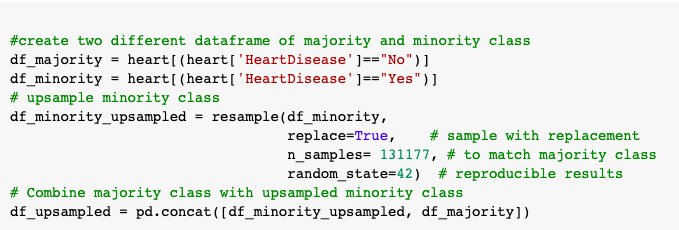 #create two different dataframe of majority and minority class
df_majority = heart[(heart['HeartDisease']=="No")]
df_minority = heart[(heart['HeartDisease']=="Yes")]
# upsample minority class
df_minority_upsampled = resample(df_minority,
                                 replace=True,    # sample with replacement
                                 n_samples= 131177, # to match majority class
                                 random_state=42)  # reproducible results
# Combine majority class with upsampled minority class
df_upsampled = pd.concat([df_minority_upsampled, df_majority])